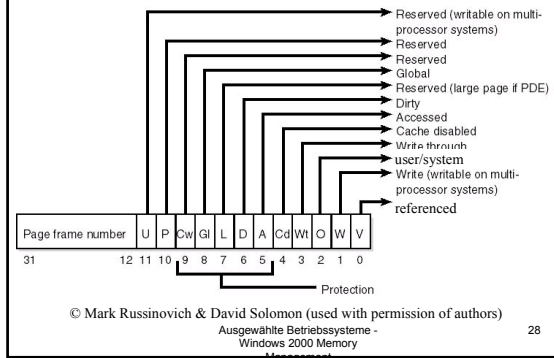 Reserved (writable on multi-
processor systems)
Reserved
Reserved
Global
Reserved (large page if PDE)
Dirty
Accessed
Cache disabled
Write through
user/system
Write (writable on multi-
processor systems)
referenced
Page frame number U P Cw Gl L D A Cd Wt O W V
31 12 11 10 9 8 7 6 5 4 3 2 1 0
Protection
© Mark Russinovich & David Solomon (used with permission of authors)
Ausgewählte Betriebssysteme -
Windows 2000 Memory
Management
28